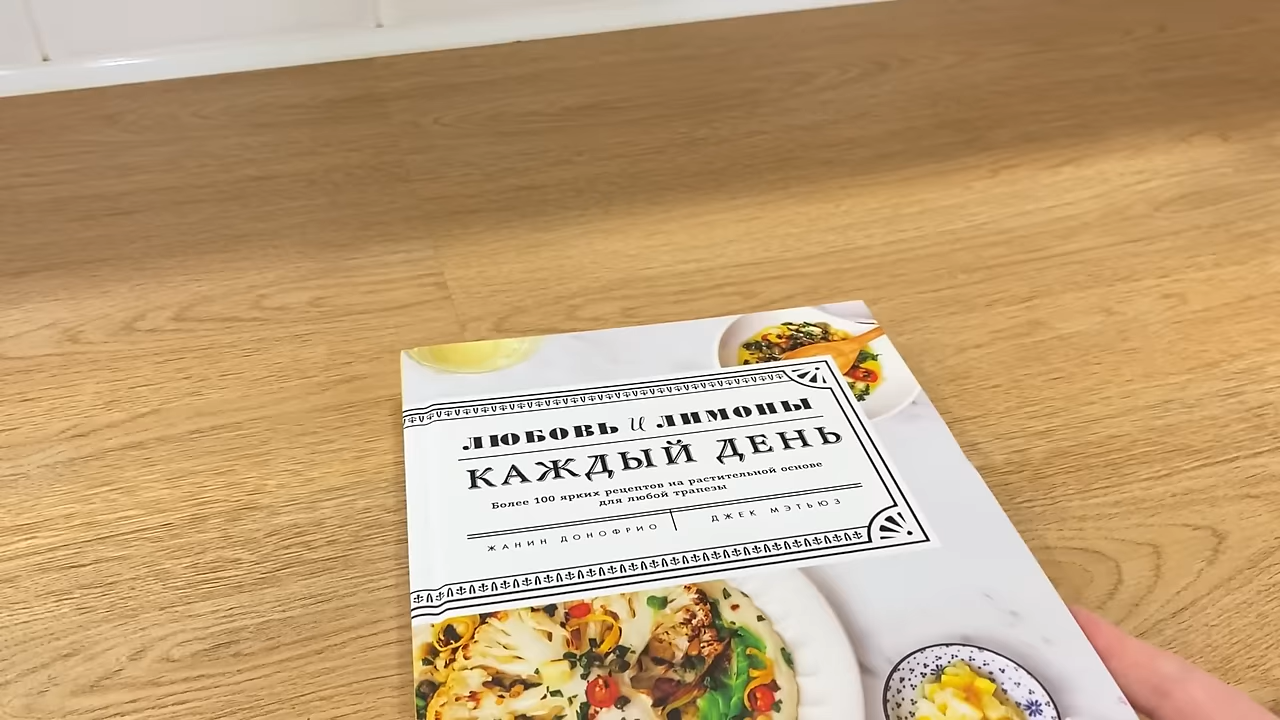 ЛЮБОВЬ И ЛИМОНЫ
КАЖДЫЙ ДЕНЬ
Более 100 ярких рецептов на растительной основе
для любой трапезы
ЖАНИН ДОНОФРИО
ДЖЕК МЭТЬЮЗ